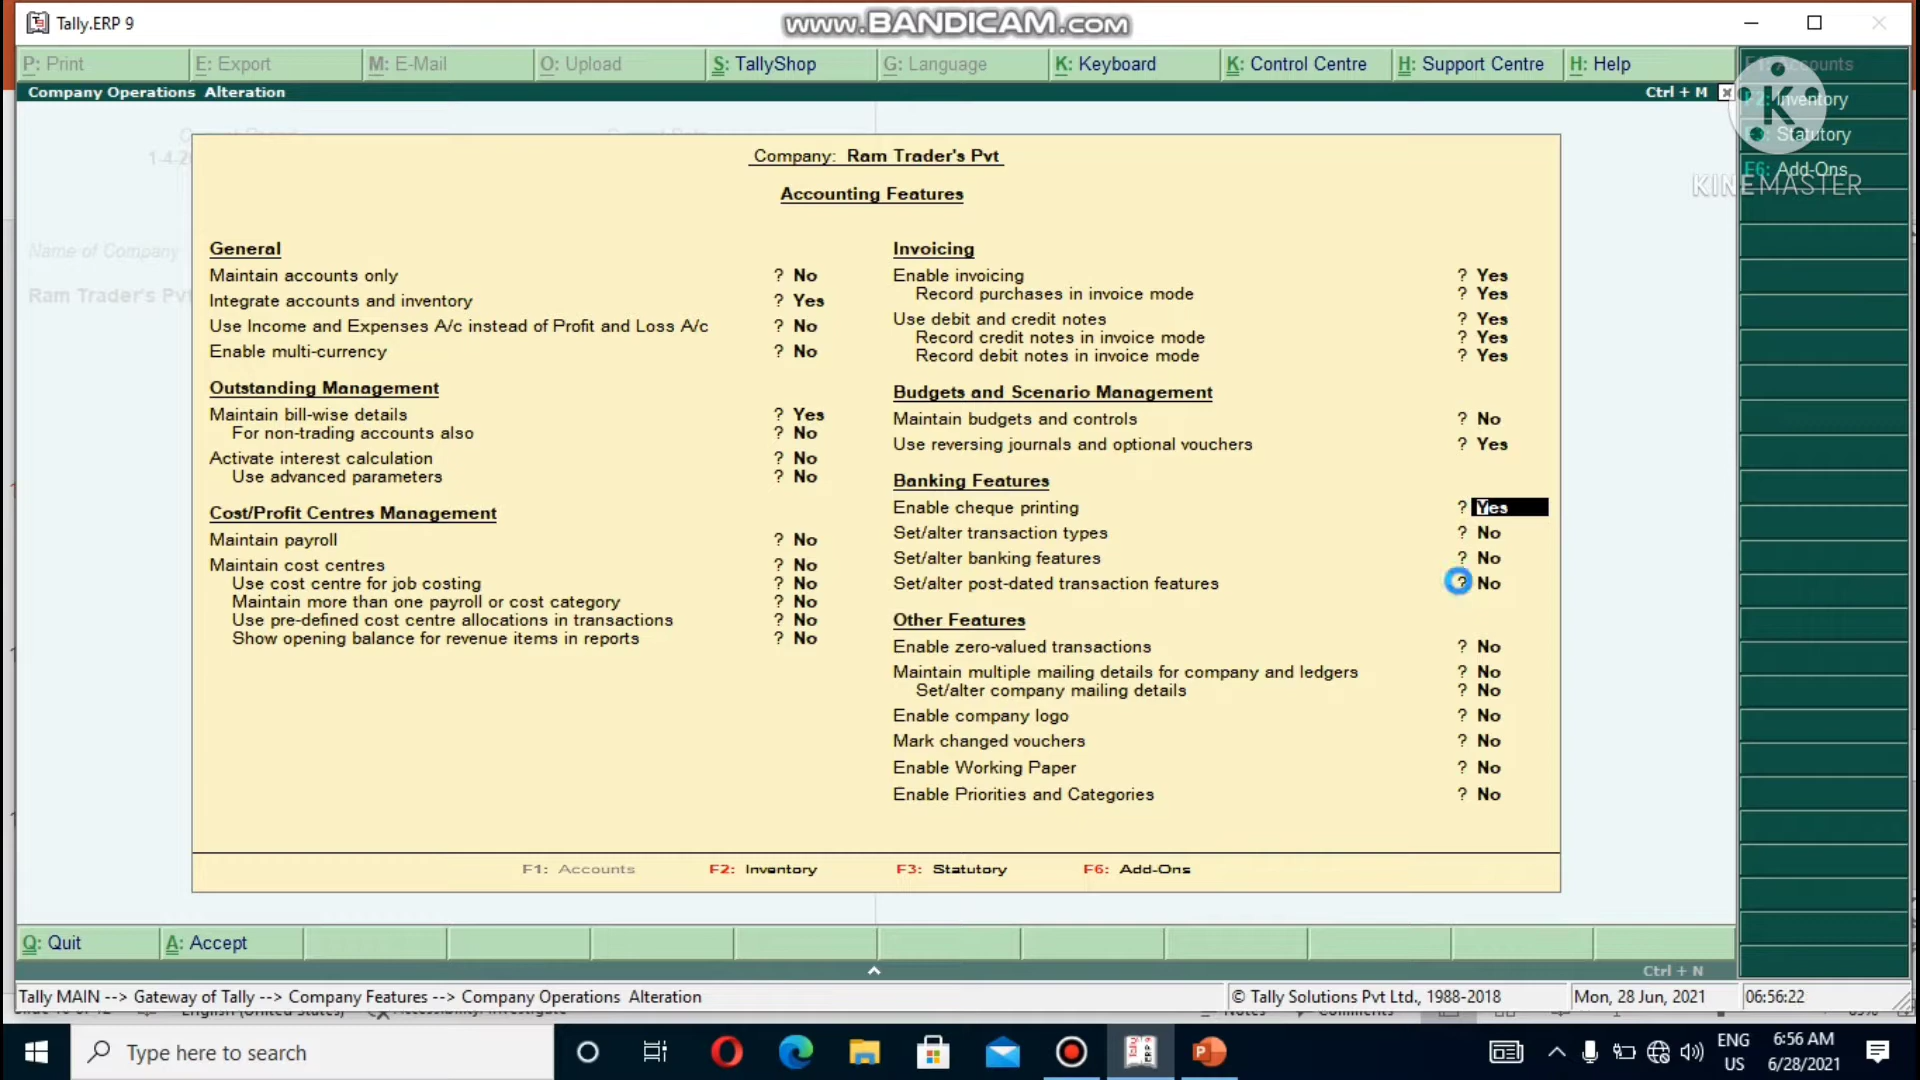 Tally.ERP 9
www.BANDICAM.com
P: Print
E: Export
M: E-Mail
O: Upload
S: TallyShop
G: Language
K: Keyboard
K: Control Centre
H: Support Centre
H: Help
F1: Accounts
F2: Inventory
F3: Statutory
F6: Add-Ons
K
KINEMASTER
Company Operations Alteration
Ctrl + M
1-4-2
Name of Company
Ram Trader's Pvt
Company: Ram Trader's Pvt
Accounting Features
General
Maintain accounts only ? No
Integrate accounts and inventory ? Yes
Use Income and Expenses A/c instead of Profit and Loss A/c ? No
Enable multi-currency ? No
Outstanding Management
Maintain bill-wise details ? Yes
For non-trading accounts also ? No
Activate interest calculation ? No
Use advanced parameters ? No
Cost/Profit Centres Management
Maintain payroll ? No
Maintain cost centres ? No
Use cost centre for job costing ? No
Maintain more than one payroll or cost category ? No
Use pre-defined cost centre allocations in transactions ? No
Show opening balance for revenue items in reports ? No
Invoicing
Enable invoicing ? Yes
Record purchases in invoice mode ? Yes
Use debit and credit notes ? Yes
Record credit notes in invoice mode ? Yes
Record debit notes in invoice mode ? Yes
Budgets and Scenario Management
Maintain budgets and controls ? No
Use reversing journals and optional vouchers ? Yes
Banking Features
Enable cheque printing ? Yes
Set/alter transaction types ? No
Set/alter banking features ? No
Set/alter post-dated transaction features ? No
Other Features
Enable zero-valued transactions ? No
Maintain multiple mailing details for company and ledgers ? No
Set/alter company mailing details ? No
Enable company logo ? No
Mark changed vouchers ? No
Enable Working Paper ? No
Enable Priorities and Categories ? No
F1: Accounts
F2: Inventory
F3: Statutory
F6: Add-Ons
Q: Quit
A: Accept
Ctrl + N
Tally MAIN --> Gateway of Tally --> Company Features --> Company Operations Alteration
© Tally Solutions Pvt Ltd., 1988-2018
Mon, 28 Jun, 2021
06:56:22
Type here to search
ENG
US
6:56 AM
6/28/2021